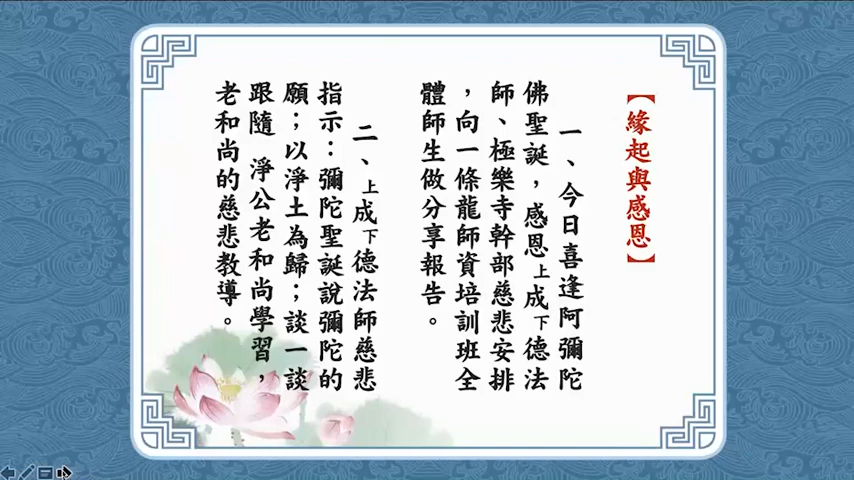 【緣起與感恩】
一、今日喜逢阿彌陀
佛聖誕，感恩上成下德法
師、極樂寺幹部慈悲安排
，向一條龍師資培訓班全
體師生做分享報告。
二、上成下德法師慈悲
指示：彌陀聖誕說彌陀的
願；以淨土為歸；談一談
跟隨 淨公老和尚學習，
老和尚的慈悲教導。